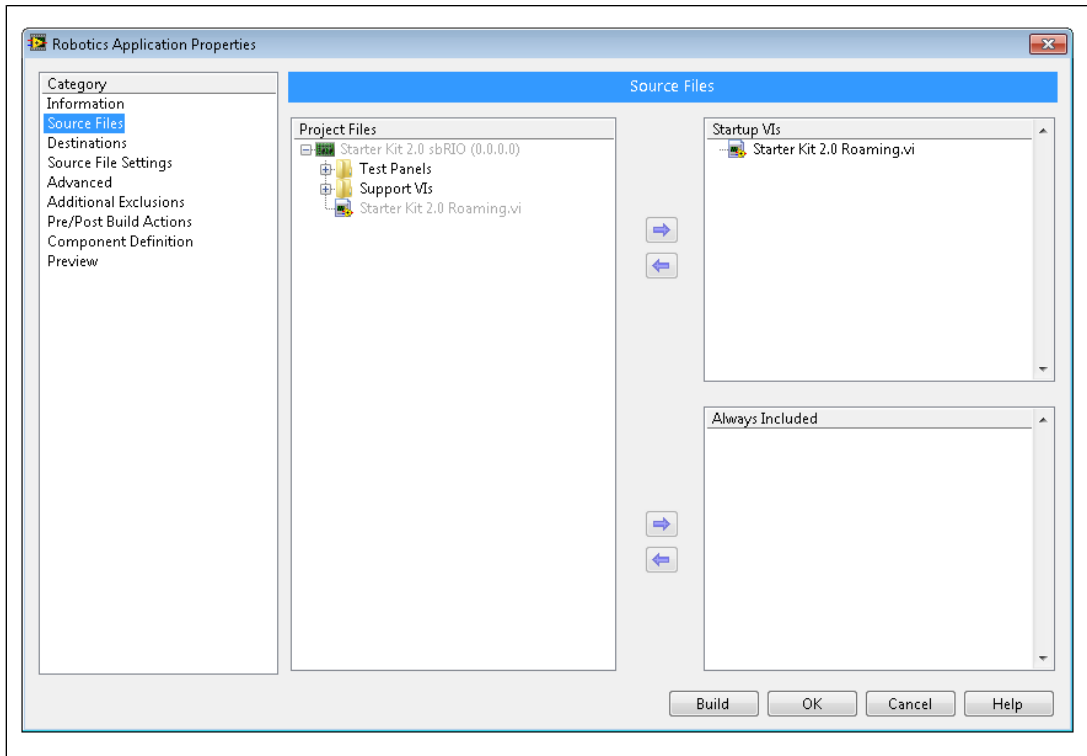 Robotics Application Properties
Category
Information
Source Files
Destinations
Source File Settings
Advanced
Additional Exclusions
Pre/Post Build Actions
Component Definition
Preview
Source Files
Project Files
Starter Kit 2.0 sbRIO (0.0.0.0)
Test Panels
Support VIs
Starter Kit 2.0 Roaming.vi
Startup VIs
Starter Kit 2.0 Roaming.vi
Always Included
Build
OK
Cancel
Help